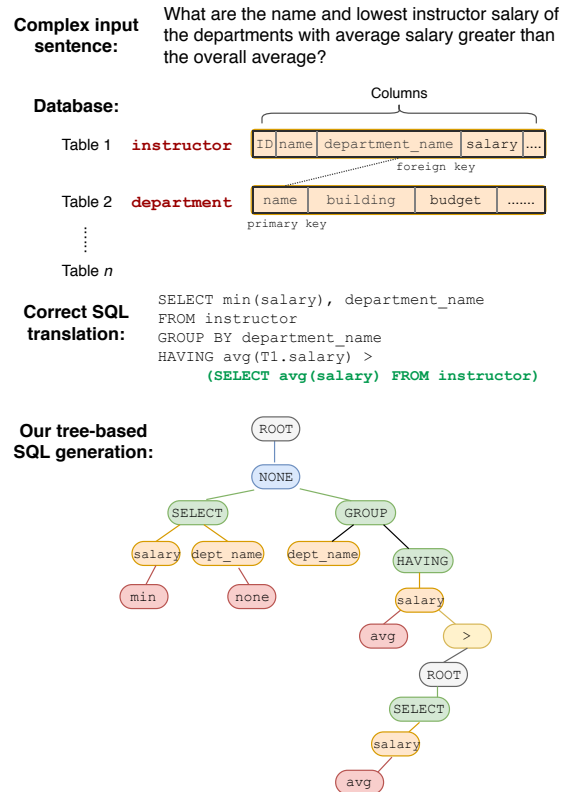 Complex input sentence:
What are the name and lowest instructor salary of
the departments with average salary greater than
the overall average?
Database:
Columns
Table 1 instructor ID name department_name salary ....
foreign key
Table 2 department name building budget .......
primary key
Table n
Correct SQL translation:
SELECT min(salary), department_name
FROM instructor
GROUP BY department_name
HAVING avg(T1.salary) >
(SELECT avg(salary) FROM instructor)
Our tree-based
SQL generation:
ROOT
NONE
SELECT GROUP
salary dept_name dept_name HAVING
min none salary
avg >
ROOT
SELECT
salary
avg